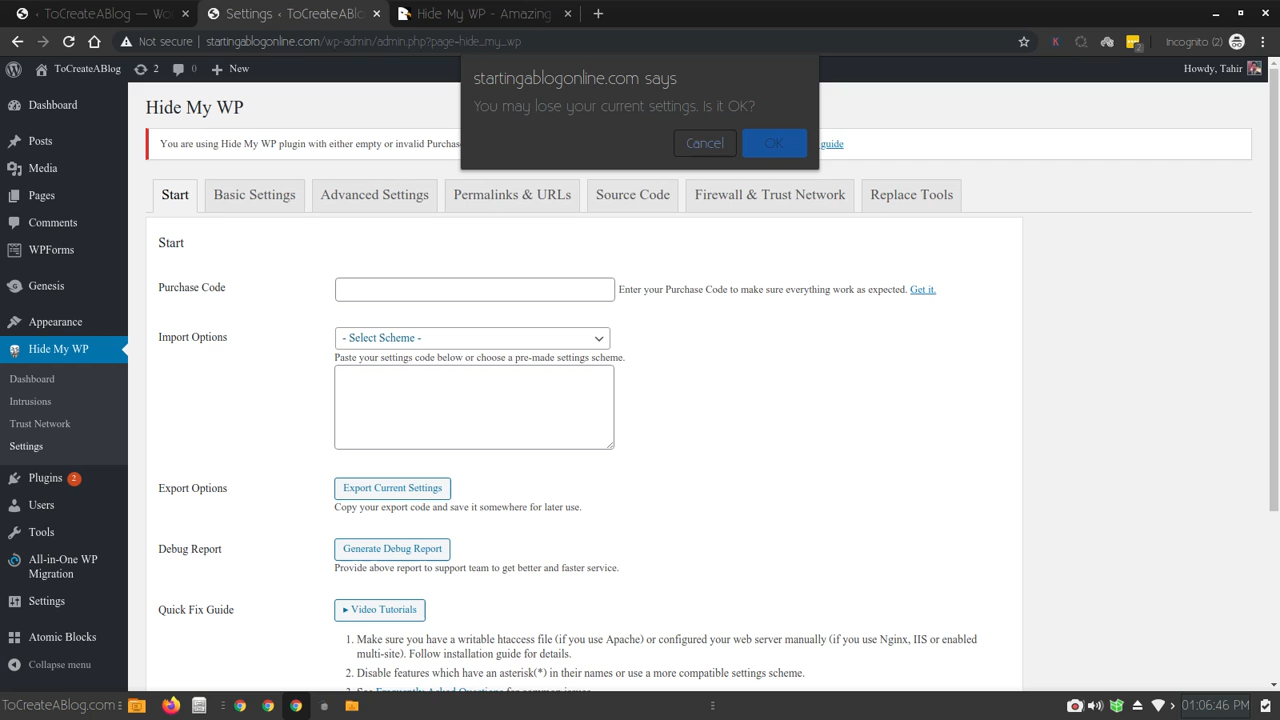 ‹ ToCreateABlog — Wo
Settings ‹ ToCreateABlo
Hide My WP - Amazing
Not secure
startingablogonline.com/wp-admin/admin.php?page=hide_my_wp
Incognito (2)
ToCreateABlog
2
0
New
Howdy, Tahir
startingablogonline.com says
You may lose your current settings. Is it OK?
Cancel
OK
Dashboard
Posts
Media
Pages
Comments
WPForms
Genesis
Appearance
Hide My WP
Dashboard
Intrusions
Trust Network
Settings
Plugins 2
Users
Tools
All-in-One WP
Migration
Settings
Atomic Blocks
Collapse menu
Hide My WP
You are using Hide My WP plugin with either empty or invalid Purchas
guide
Start
Basic Settings
Advanced Settings
Permalinks & URLs
Source Code
Firewall & Trust Network
Replace Tools
Start
Purchase Code
Enter your Purchase Code to make sure everything work as expected. Get it.
Import Options
- Select Scheme -
Paste your settings code below or choose a pre-made settings scheme.
Export Options
Export Current Settings
Copy your export code and save it somewhere for later use.
Debug Report
Generate Debug Report
Provide above report to support team to get better and faster service.
Quick Fix Guide
▸ Video Tutorials
1. Make sure you have a writable htaccess file (if you use Apache) or configured your web server manually (if you use Nginx, IIS or enabled
multi-site). Follow installation guide for details.
2. Disable features which have an asterisk(*) in their names or use a more compatible settings scheme.
3. See Frequently Asked Questions for common issues.
ToCreateABlog.com
01:06:46 PM